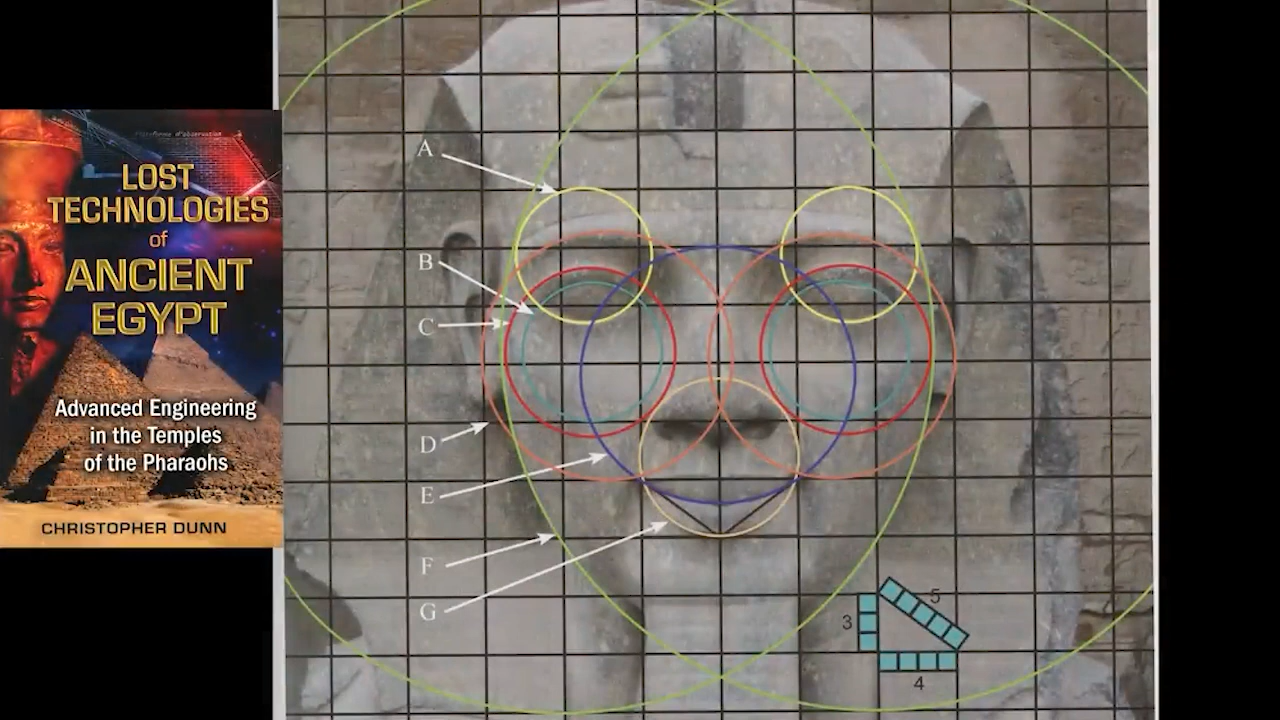 LOST
TECHNOLOGIES
of
ANCIENT
EGYPT
Advanced Engineering
in the Temples
of the Pharaohs
CHRISTOPHER DUNN
A
B
C
D
E
F
G
3
5
4